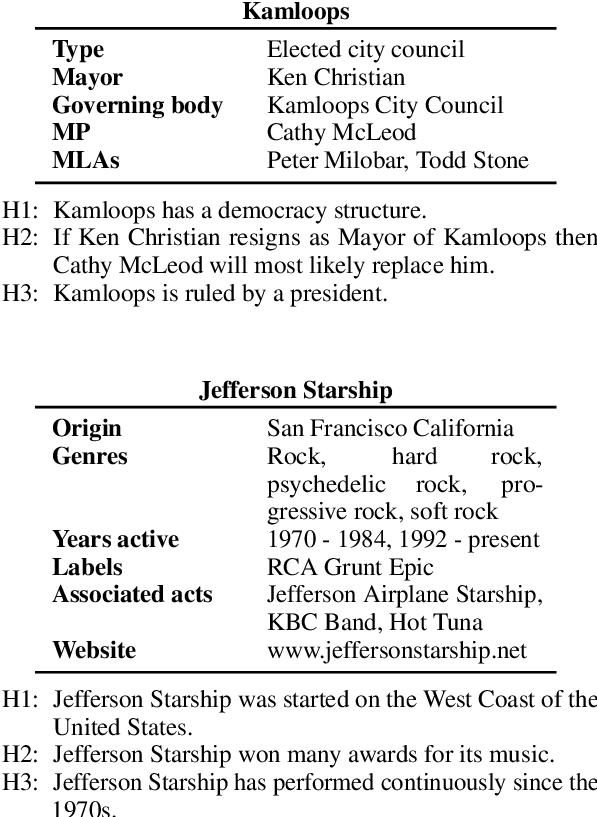 Kamloops
Type Elected city council
Mayor Ken Christian
Governing body Kamloops City Council
MP Cathy McLeod
MLAs Peter Milobar, Todd Stone
H1: Kamloops has a democracy structure.
H2: If Ken Christian resigns as Mayor of Kamloops then
Cathy McLeod will most likely replace him.
H3: Kamloops is ruled by a president.
Jefferson Starship
Origin San Francisco California
Genres Rock, hard rock,
psychedelic rock, pro-
gressive rock, soft rock
Years active 1970 - 1984, 1992 - present
Labels RCA Grunt Epic
Associated acts Jefferson Airplane Starship,
KBC Band, Hot Tuna
Website www.jeffersonstarship.net
H1: Jefferson Starship was started on the West Coast of the
United States.
H2: Jefferson Starship won many awards for its music.
H3: Jefferson Starship has performed continuously since the
1970s.